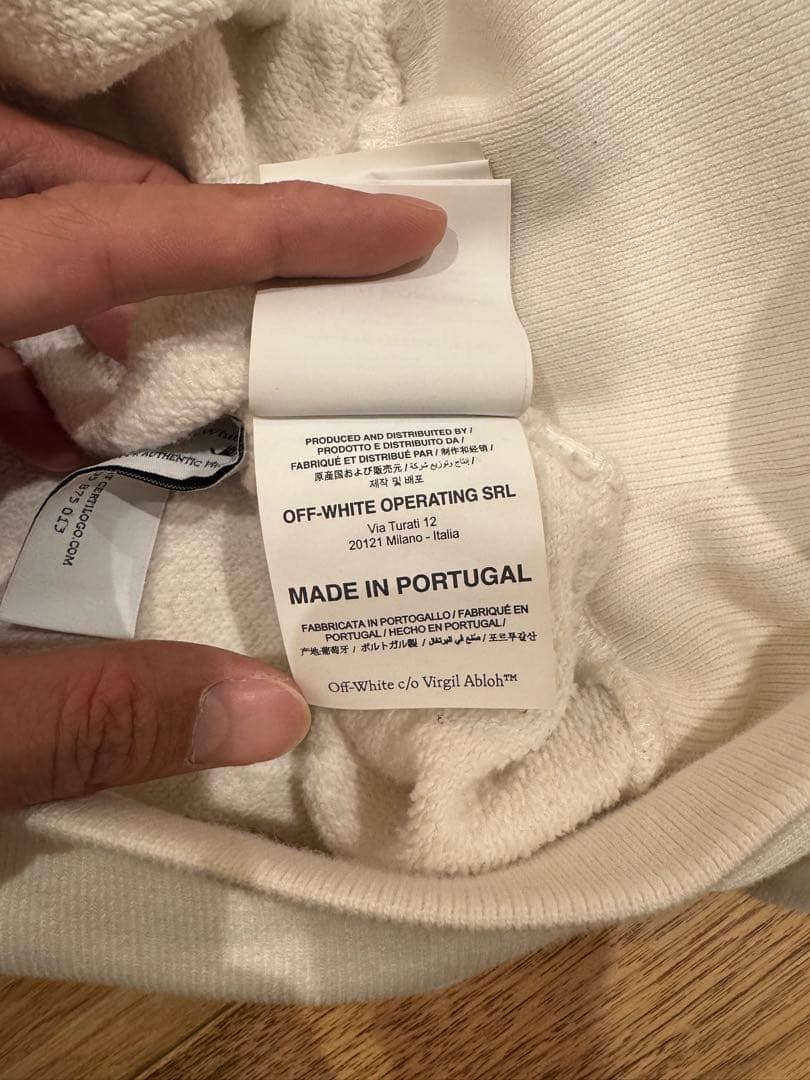 PRODUCED AND DISTRIBUITED BY /
PRODOTTO E DISTRIBUITO DA /
FABRIQUÉ ET DISTRIBUÉ PAR / 制作和经销 /
原産国および販売元 / إنتاج وتوزيع شركة /
제작 및 배포
OFF-WHITE OPERATING SRL
Via Turati 12
20121 Milano - Italia
MADE IN PORTUGAL
FABBRICATA IN PORTOGALLO / FABRIQUÉ EN
PORTUGAL / HECHO EN PORTUGAL /
产地:葡萄牙 / ポルトガル製 / صنع في البرتغال / 포르투갈산
Off-White c/o Virgil Abloh™
AUTHENTIC
CERTILOGO.COM
875 013